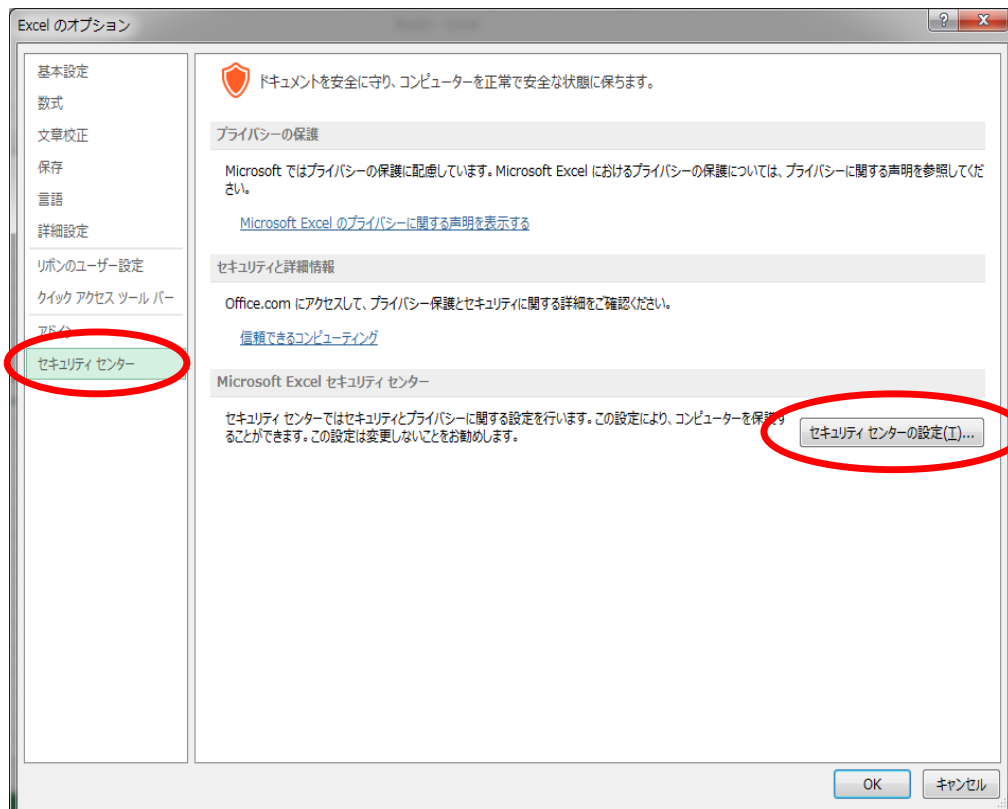 Excel のオプション
基本設定
数式
文章校正
保存
言語
詳細設定
リボンのユーザー設定
クイック アクセス ツール バー
アドイン
セキュリティ センター
ドキュメントを安全に守り、コンピューターを正常で安全な状態に保ちます。
プライバシーの保護
Microsoft ではプライバシーの保護に配慮しています。Microsoft Excel におけるプライバシーの保護については、プライバシーに関する声明を参照してくだ
さい。
Microsoft Excel のプライバシーに関する声明を表示する
セキュリティと詳細情報
Office.com にアクセスして、プライバシー保護とセキュリティに関する詳細をご確認ください。
信頼できるコンピューティング
Microsoft Excel セキュリティ センター
セキュリティ センターではセキュリティとプライバシーに関する設定を行います。この設定により、コンピューターを保護す
ることができます。この設定は変更しないことをお勧めします。
セキュリティ センターの設定(T)...
OK
キャンセル